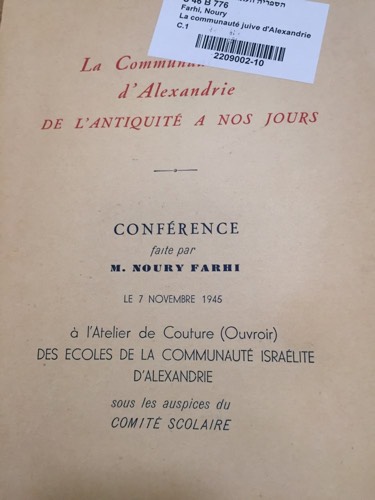 46 B 776
Farhi, Noury
La communauté juive d'Alexandrie
C.1
2209002-10
La Commun
d'Alexandrie
DE L'ANTIQUITÉ A NOS JOURS
CONFÉRENCE
faite par
M. NOURY FARHI
LE 7 NOVEMBRE 1945
à l'Atelier de Couture (Ouvroir)
DES ECOLES DE LA COMMUNAUTÉ ISRAÉLITE
D'ALEXANDRIE
sous les auspices du
COMITÉ SCOLAIRE